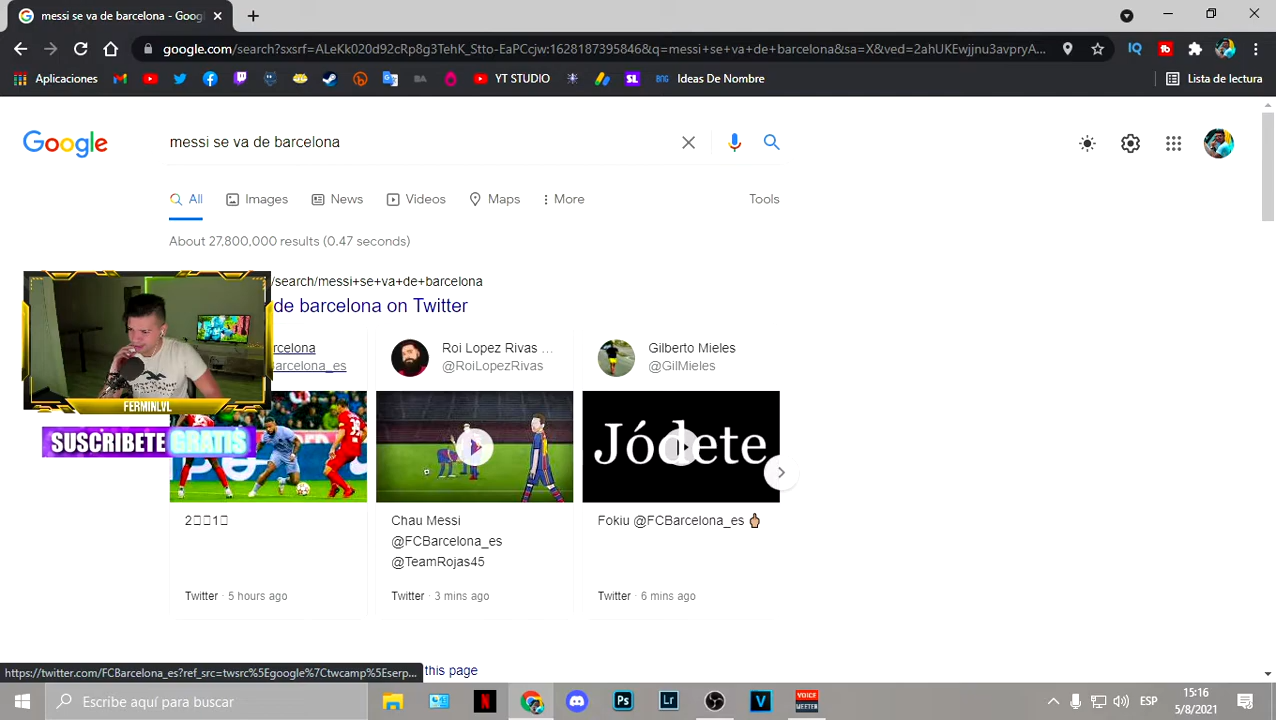 messi se va de barcelona - Goog
google.com/search?sxsrf=ALeKk020d92cRp8g3TehK_Stto-EaPCcjw:1628187395846&q=messi+se+va+de+barcelona&sa=X&ved=2ahUKEwjjnu3avpryA...
Aplicaciones
YT STUDIO
SL
BNG
Ideas De Nombre
Lista de lectura
Google
messi se va de barcelona
All
Images
News
Videos
Maps
More
Tools
About 27,800,000 results (0.47 seconds)
/search/messi+se+va+de+barcelona
de barcelona on Twitter
rcelona
arcelona_es
Roi Lopez Rivas ...
@RoiLopezRivas
Gilberto Mieles
@GilMieles
FERMINLVL
SUSCRIBETE GRATIS
Jódete
2 1
Chau Messi
@FCBarcelona_es
@TeamRojas45
Fokiu @FCBarcelona_es 🖕🏼
Twitter · 5 hours ago
Twitter · 3 mins ago
Twitter · 6 mins ago
https://twitter.com/FCBarcelona_es?ref_src=twsrc%5Egoogle%7Ctwcamp%5Eserp...
this page
Escribe aquí para buscar
Ps
Lr
V
VOICE
MEETER
ESP
15:16
5/8/2021